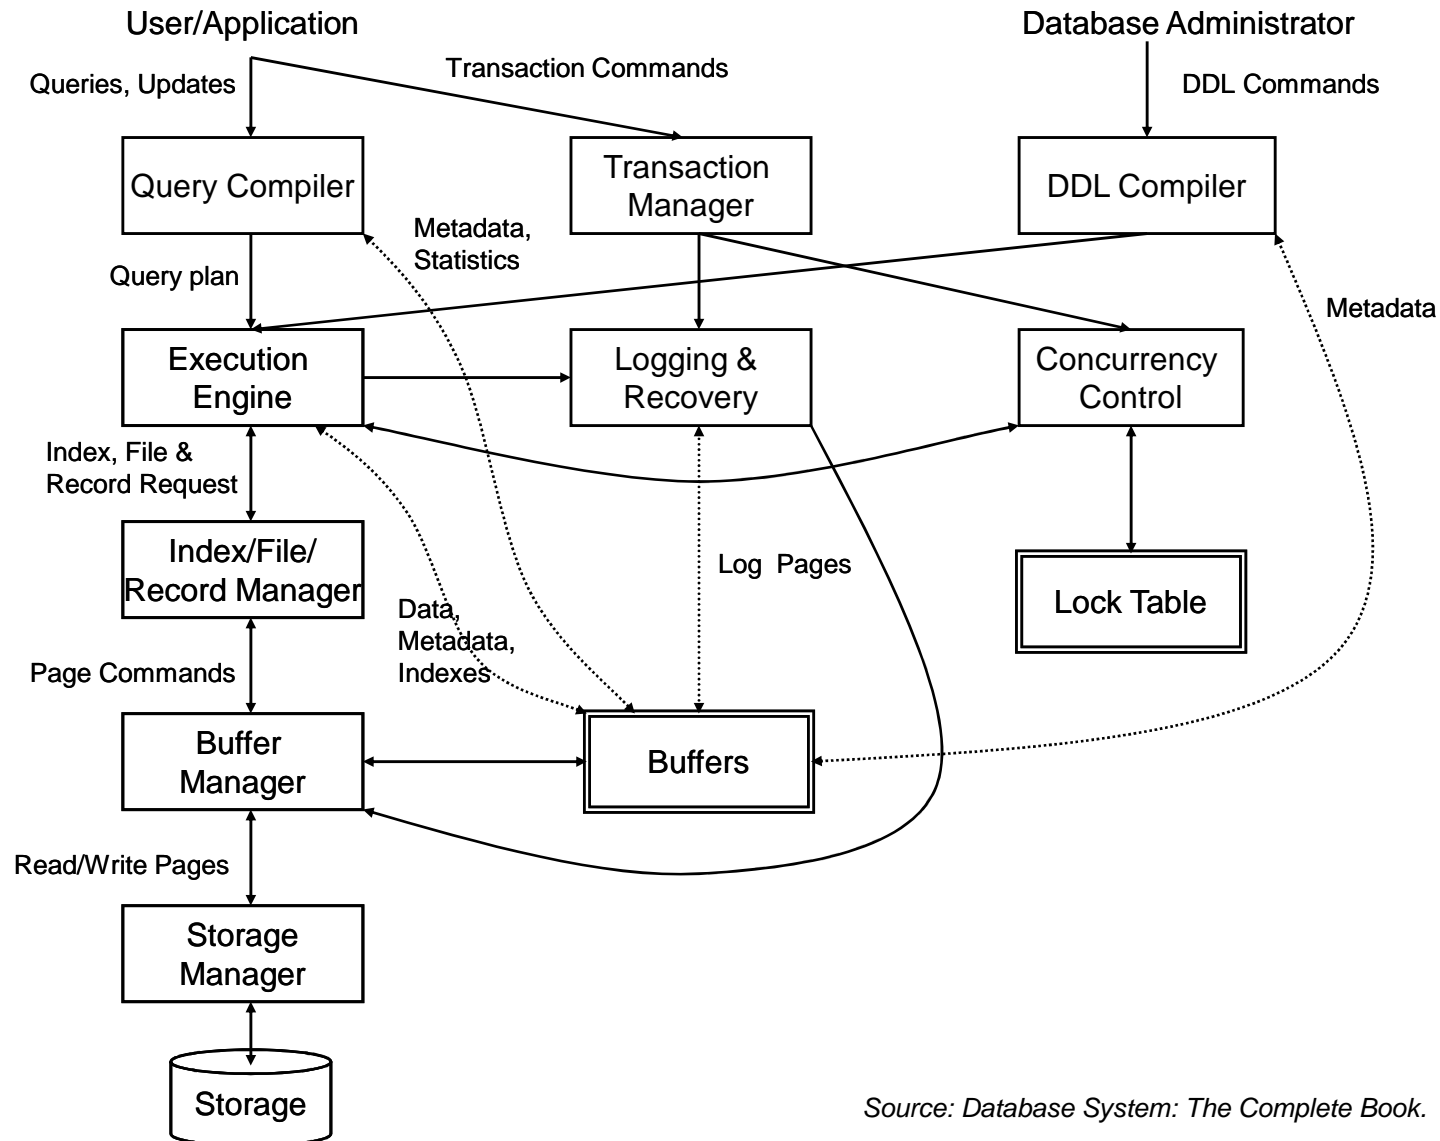 User/Application
Database Administrator
Transaction Commands
Queries, Updates
DDL Commands
Query Compiler
Transaction
Manager
DDL Compiler
Metadata,
Statistics
Query plan
Metadata
Execution
Engine
Logging &
Recovery
Concurrency
Control
Index, File &
Record Request
Index/File/
Record Manager
Log Pages
Lock Table
Data,
Metadata,
Indexes
Page Commands
Buffer
Manager
Buffers
Read/Write Pages
Storage
Manager
Storage
Source: Database System: The Complete Book.